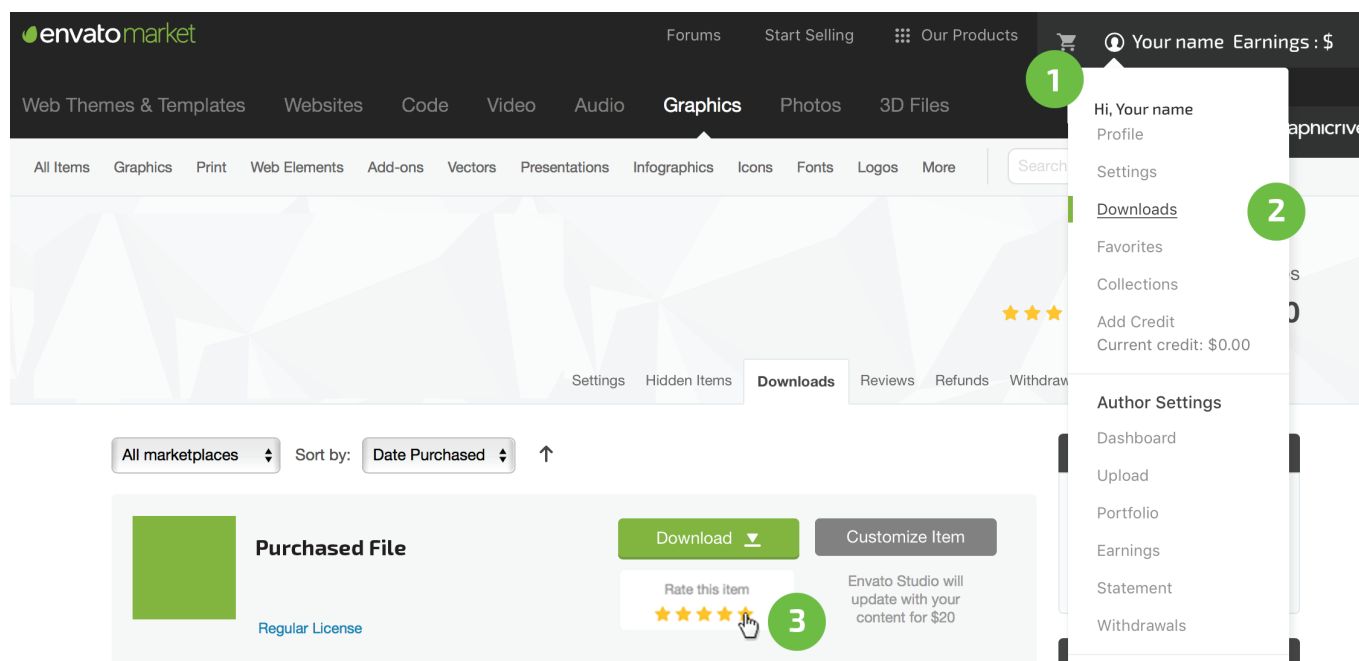 envatomarket
Forums Start Selling Our Products
Your name Earnings : $
1
Web Themes & Templates Websites Code Video Audio Graphics Photos 3D Files
Hi, Your name
Profile
All Items Graphics Print Web Elements Add-ons Vectors Presentations Infographics Icons Fonts Logos More
Search
Settings
Downloads
2
Favorites
Collections
Add Credit
Current credit: $0.00
Settings Hidden Items Downloads Reviews Refunds
Author Settings
Dashboard
Upload
Portfolio
Earnings
Statement
Withdrawals
All marketplaces Sort by: Date Purchased
Purchased File
Regular License
Download
Customize Item
Rate this item
3
Envato Studio will
update with your
content for $20